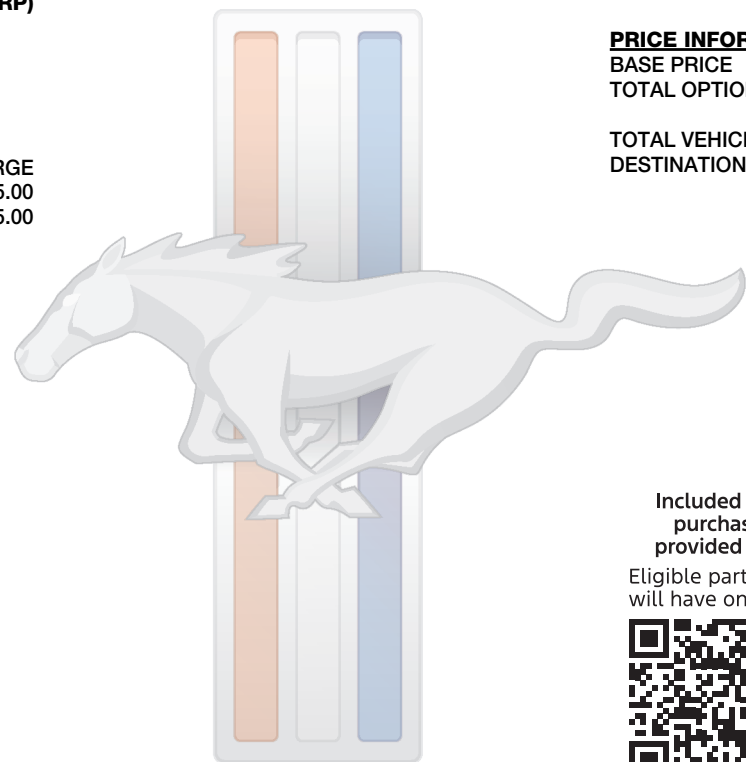 RP)
RGE
5.00
5.00
PRICE INFOR
BASE PRICE
TOTAL OPTIO
TOTAL VEHICI
DESTINATION
Included
purchas
provided
Eligible part
will have on